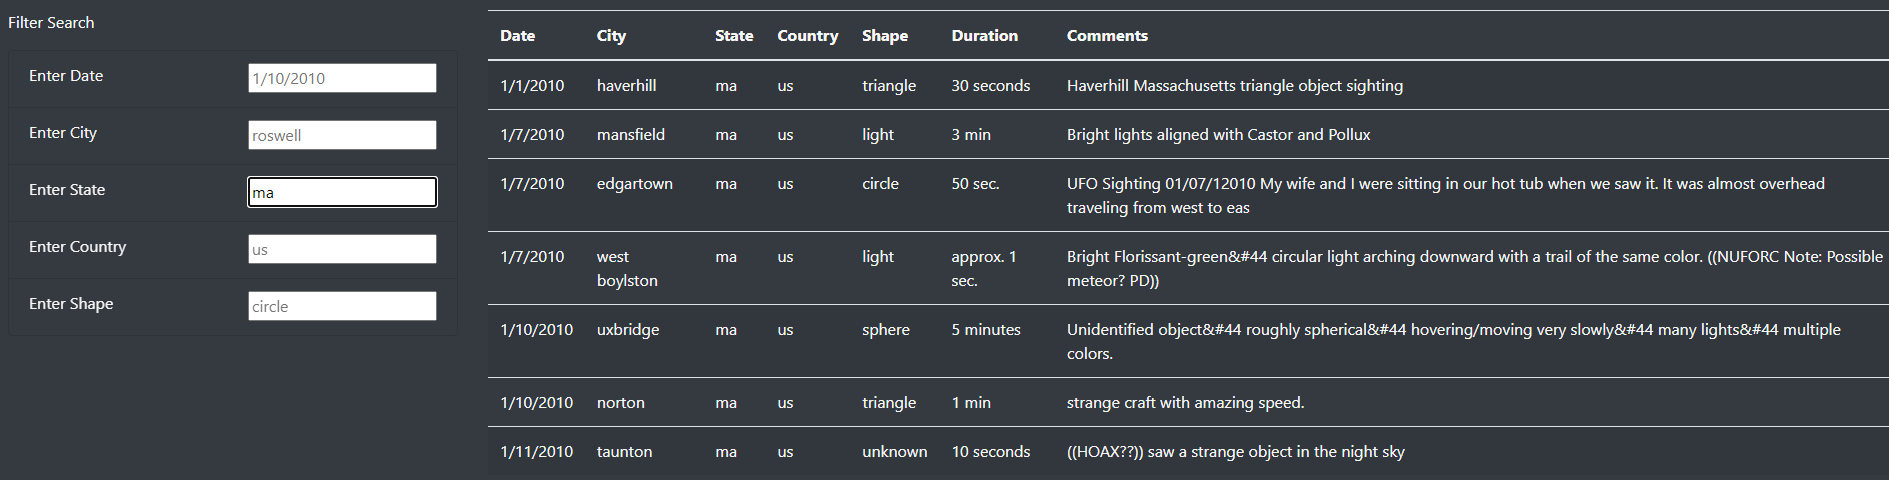 Filter Search
Enter Date 1/10/2010
Enter City roswell
Enter State ma
Enter Country us
Enter Shape circle
Date City State Country Shape Duration Comments
1/1/2010 haverhill ma us triangle 30 seconds Haverhill Massachusetts triangle object sighting
1/7/2010 mansfield ma us light 3 min Bright lights aligned with Castor and Pollux
1/7/2010 edgartown ma us circle 50 sec. UFO Sighting 01/07/12010 My wife and I were sitting in our hot tub when we saw it. It was almost overhead
traveling from west to eas
1/7/2010 west ma us light approx. 1 Bright Florissant-green&#44 circular light arching downward with a trail of the same color. ((NUFORC Note: Possible
boylston sec. meteor? PD))
1/10/2010 uxbridge ma us sphere 5 minutes Unidentified object&#44 roughly spherical&#44 hovering/moving very slowly&#44 many lights&#44 multiple
colors.
1/10/2010 norton ma us triangle 1 min strange craft with amazing speed.
1/11/2010 taunton ma us unknown 10 seconds ((HOAX??)) saw a strange object in the night sky